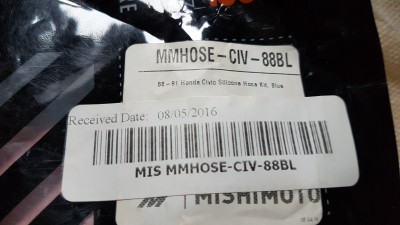 MMHOSE-CIV-88BL
88-91 Honda Civic Silicone Hose Kit, Blue
Received Date: 08/05/2016
MIS MMHOSE-CIV-88BL
MISHIMOTO